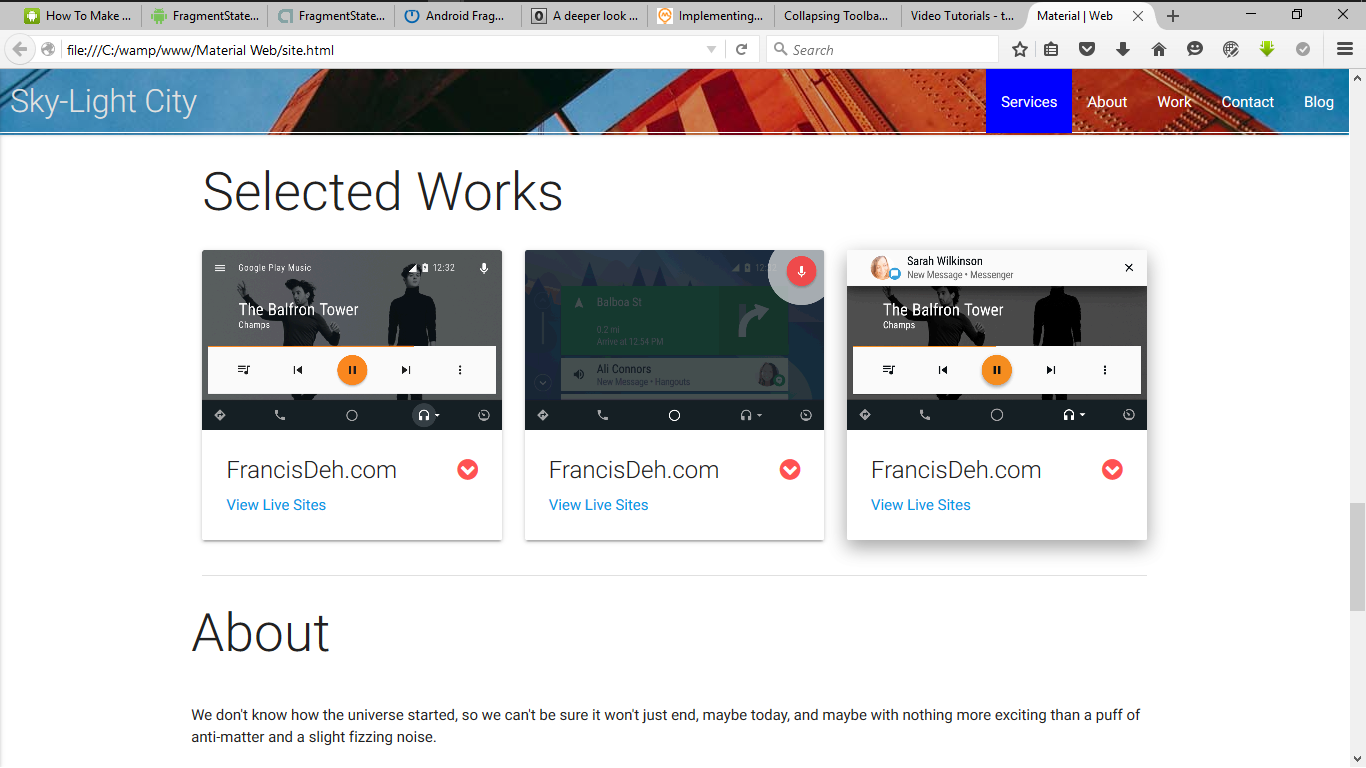 How To Make ...
FragmentState...
FragmentState...
Android Frag...
A deeper look ...
Implementing...
Collapsing Toolba...
Video Tutorials - t...
Material | Web
file:///C:/wamp/www/Material Web/site.html
Search
Sky-Light City
Services
About
Work
Contact
Blog
Selected Works
Google Play Music
12:32
The Balfron Tower
Champs
Balboa St
0.2 mi
Arrive at 12:54 PM
Ali Connors
New Message • Hangouts
Sarah Wilkinson
New Message • Messenger
The Balfron Tower
Champs
FrancisDeh.com
View Live Sites
FrancisDeh.com
View Live Sites
FrancisDeh.com
View Live Sites
About
We don't know how the universe started, so we can't be sure it won't just end, maybe today, and maybe with nothing more exciting than a puff of
anti-matter and a slight fizzing noise.